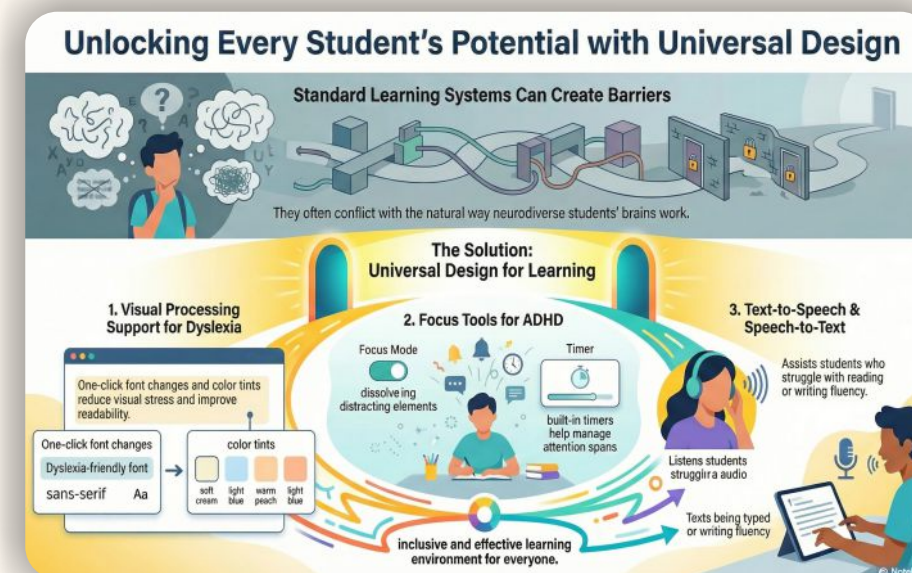 Unlocking Every Student's Potential with Universal Design
Standard Learning Systems Can Create Barriers
They often conflict with the natural way neurodiverse students' brains work.
The Solution:
Universal Design for Learning
1. Visual Processing
Support for Dyslexia
One-click font changes and color tints
reduce visual stress and improve
readability.
One-click font changes
Dyslexia-friendly font
sans-serif Aa
color tints
soft
cream
light
blue
warm
peach
light
blue
2. Focus Tools for ADHD
Focus Mode
dissolveing
distracting elements
Timer
built-in timers
help manage
attention spans
3. Text-to-Speech &
Speech-to-Text
Assists students who
struggle with reading
or writing fluency.
Listens students
struggira audio
Texts being typed
or writing fluency
inclusive and effective learning
environment for everyone.